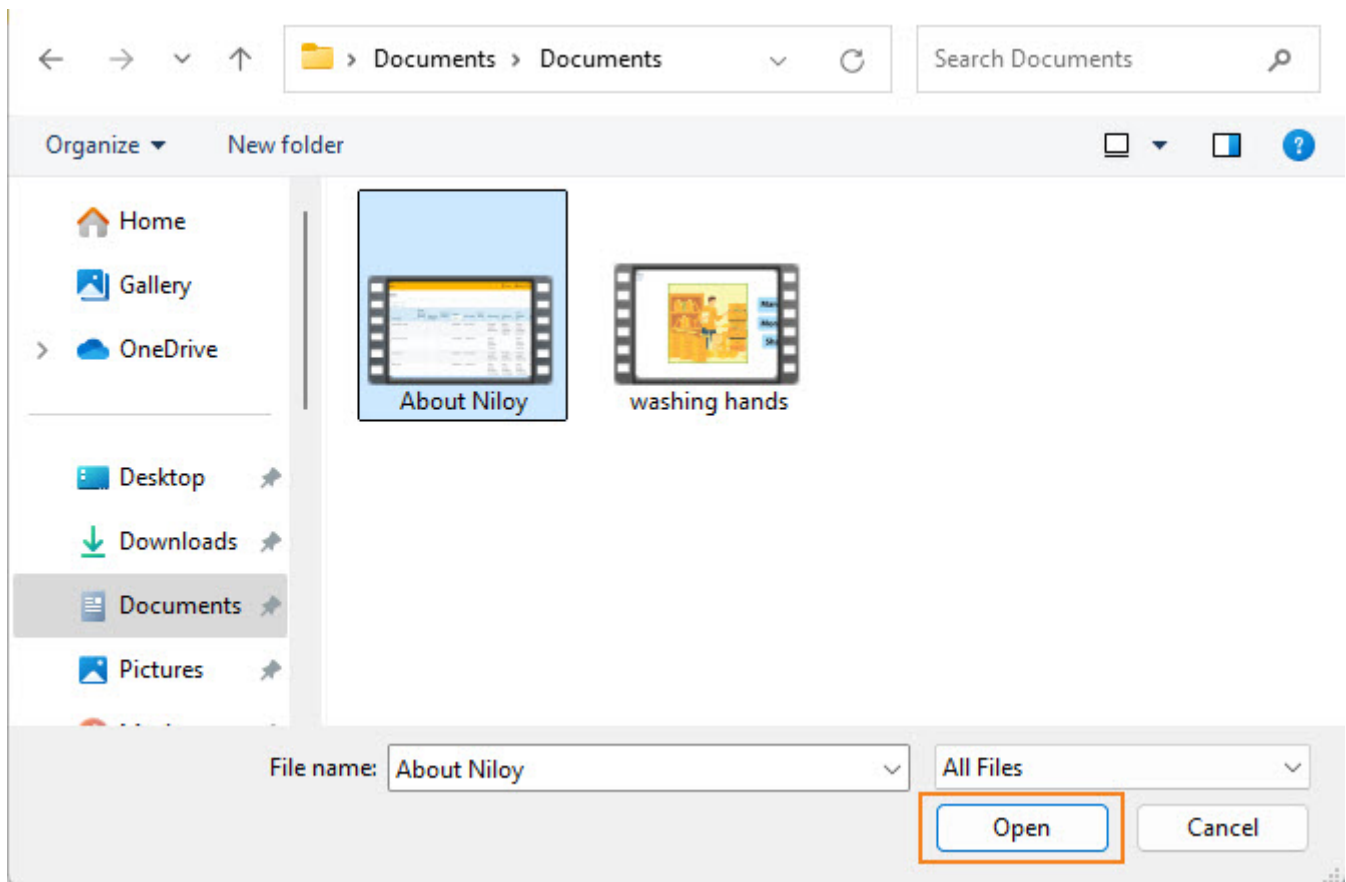 Documents > Documents
Search Documents
Organize
New folder
Home
Gallery
OneDrive
Desktop
Downloads
Documents
Pictures
About Niloy
washing hands
File name: About Niloy
All Files
Open
Cancel